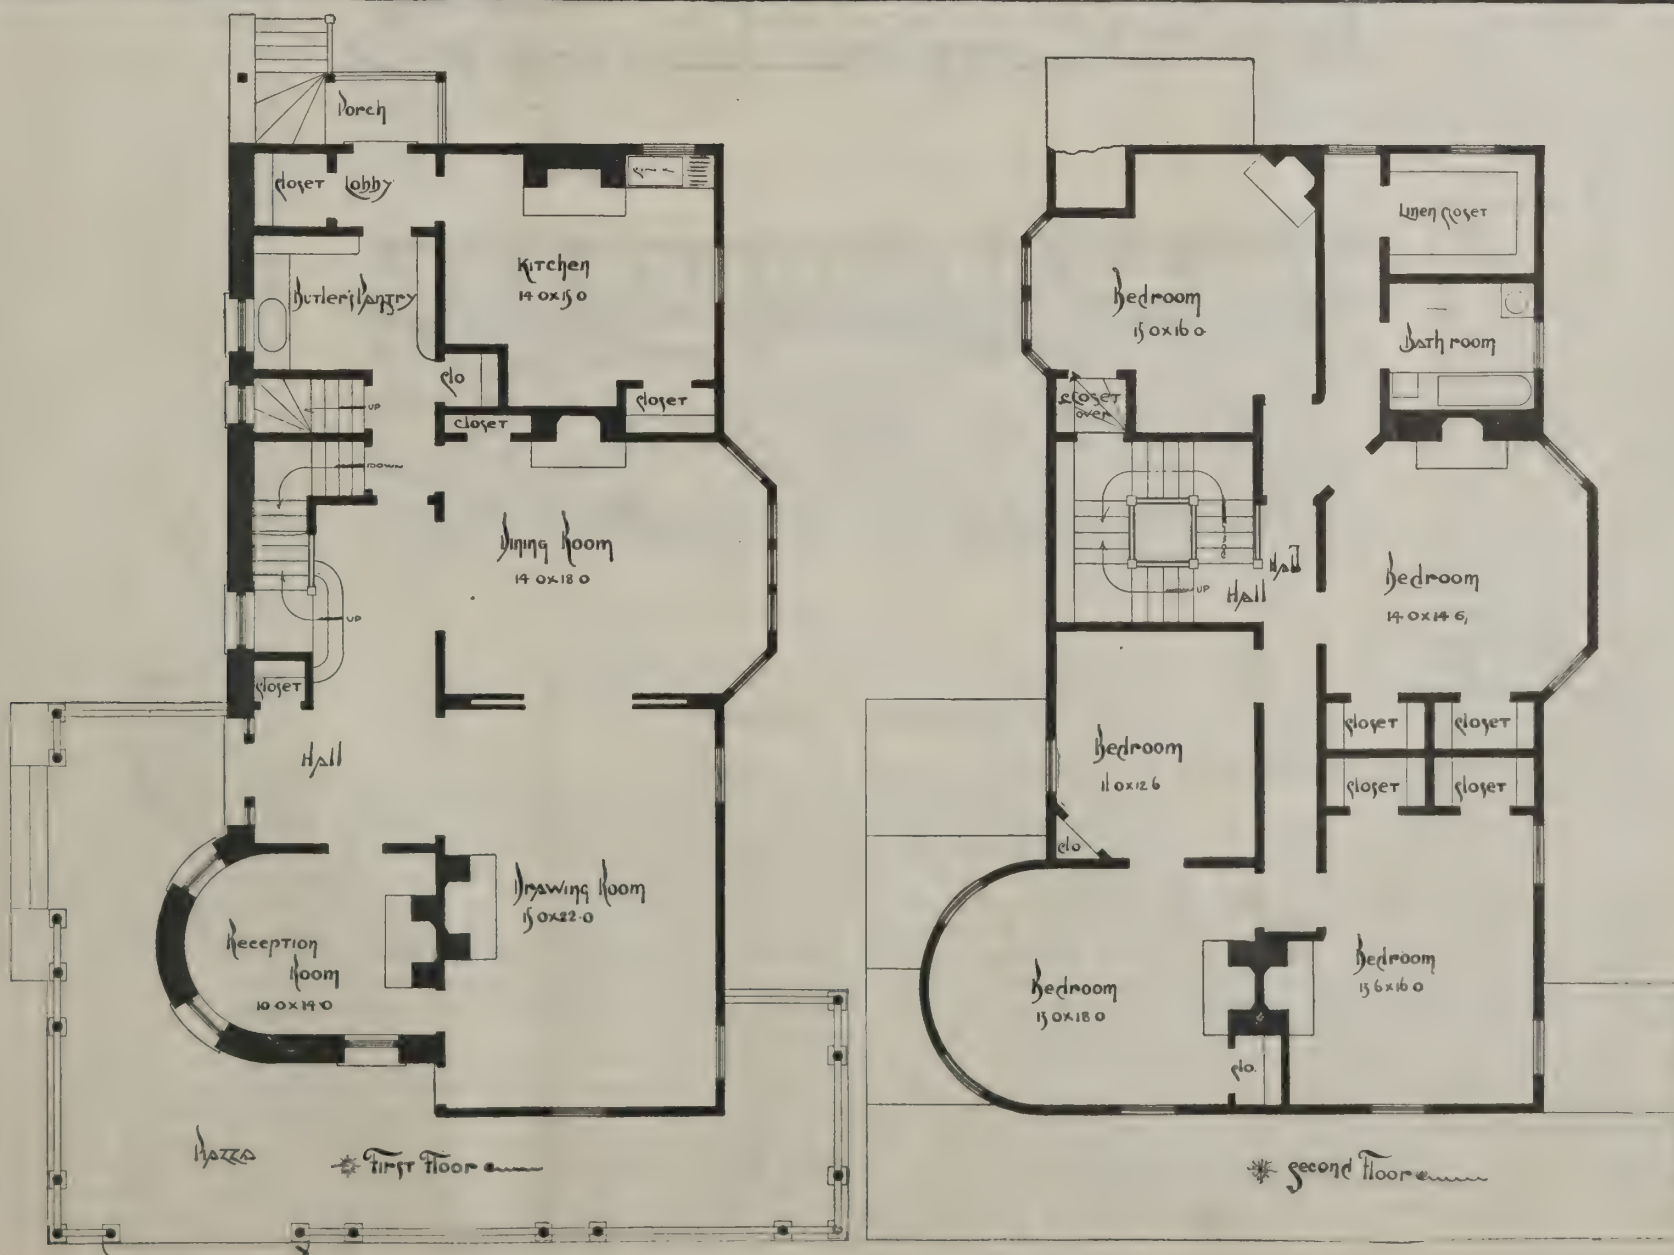 Porch
Closet
Lobby
Kitchen
14 0 x 15 0
Butler's Pantry
Clo
Closet
Closet
UP
DOWN
Dining Room
14 0 x 18 0
UP
Closet
Hall
Drawing Room
15 0 x 22 0
Reception
Room
10 0 x 14 0
Piazza
First Floor
Linen Closet
Bedroom
15 0 x 16 0
Bath room
Closet
over
Hall
Hall
UP
Bedroom
14 0 x 14 6
Closet
Closet
Bedroom
11 0 x 12 6
Closet
Closet
Clo
Bedroom
15 6 x 16 0
Bedroom
15 0 x 18 0
Clo.
Second Floor